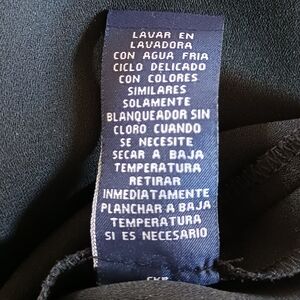 LAVAR EN
LAVADORA
CON AGUA FRIA
CICLO DELICADO
CON COLORES
SIMILARES
SOLAMENTE
BLANQUEADOR SIN
CLORO CUANDO
SE NECESITE
SECAR A BAJA
TEMPERATURA
RETIRAR
INMEDIATAMENTE
PLANCHAR A BAJA
TEMPERATURA
SI ES NECESARIO